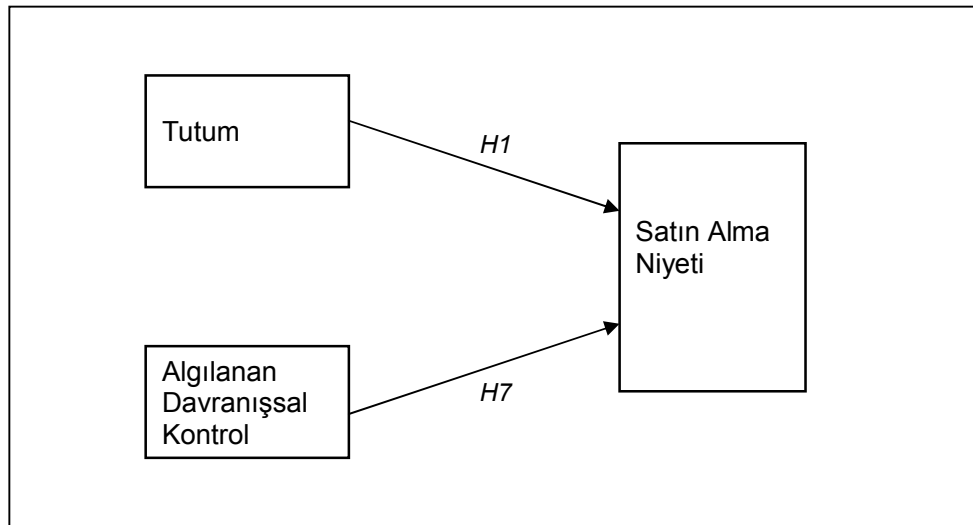 Tutum
H1
Satın Alma
Niyeti
Algılanan
Davranışsal
Kontrol
H7